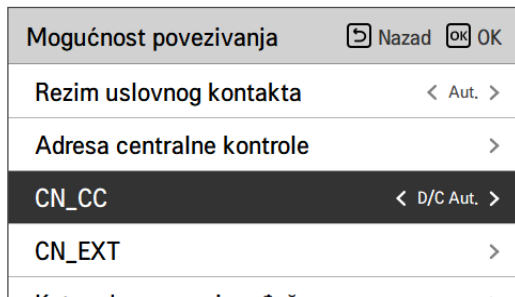 Mogućnost povezivanja Nazad OK OK
Rezim uslovnog kontakta < Aut. >
Adresa centralne kontrole >
CN_CC < D/C Aut. >
CN_EXT >